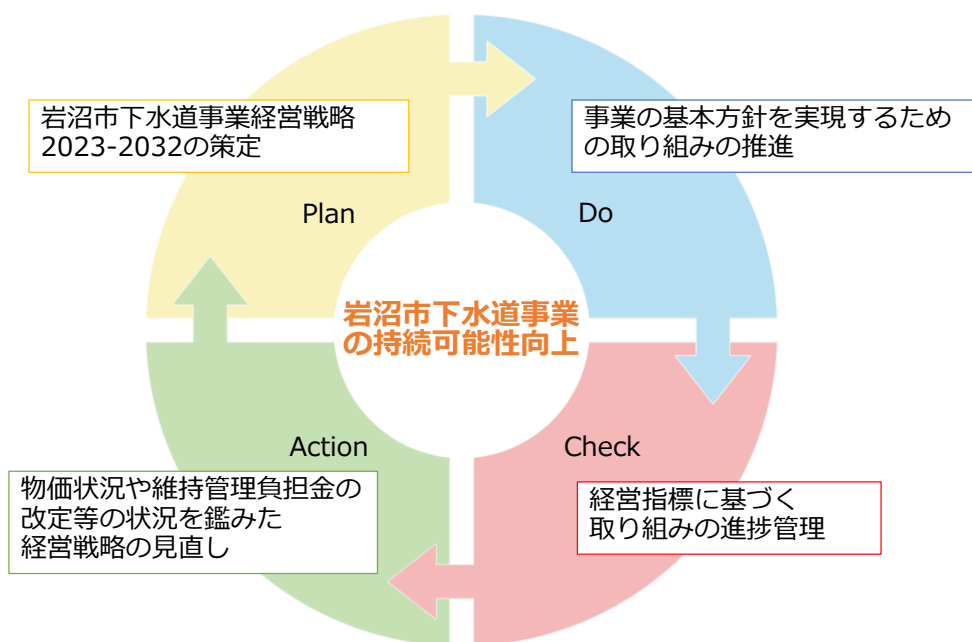 岩沼市下水道事業経営戦略
2023-2032の策定
Plan
事業の基本方針を実現するため
の取り組みの推進
Do
岩沼市下水道事業
の持続可能性向上
Action
物価状況や維持管理負担金の
改定等の状況を鑑みた
経営戦略の見直し
Check
経営指標に基づく
取り組みの進捗管理